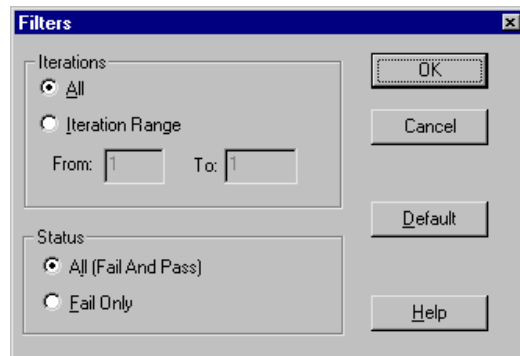 Filters
Iterations
All
Iteration Range
From: 1 To: 1
OK
Cancel
Default
Status
All (Fail And Pass)
Fail Only
Help